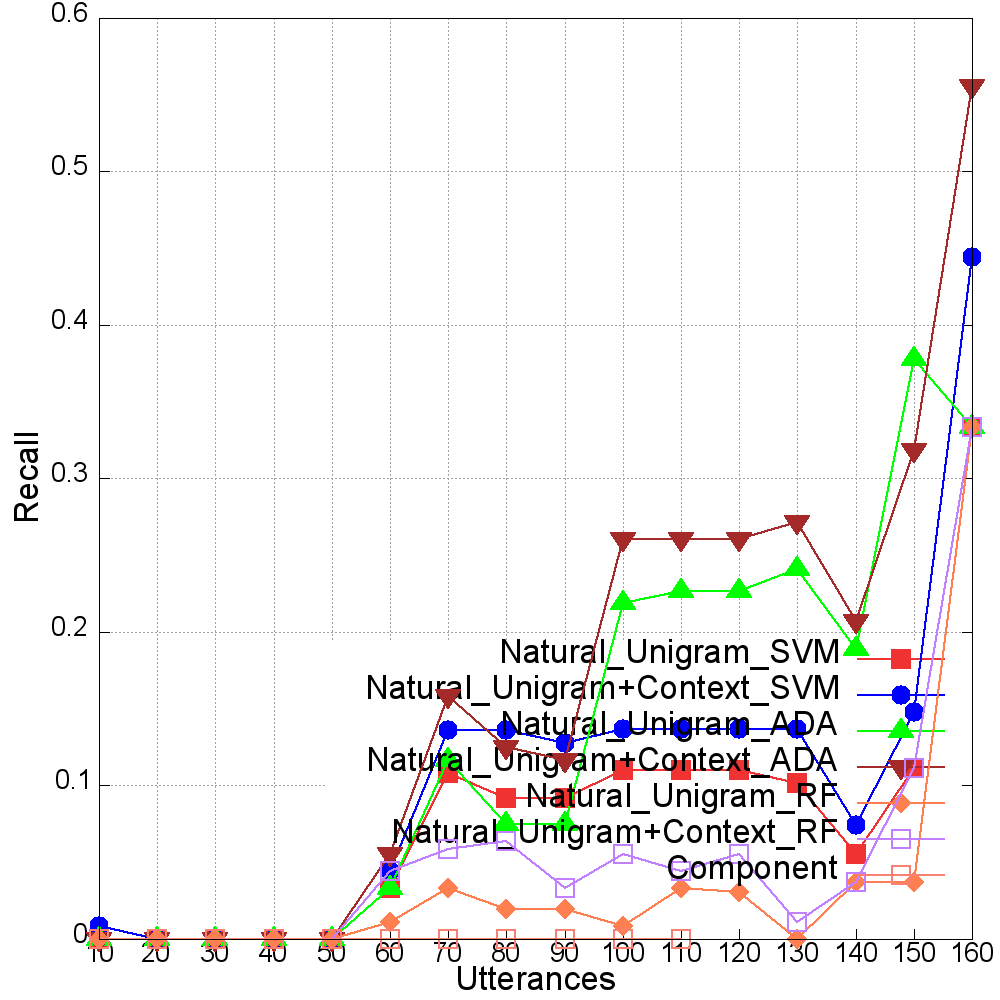 0.6
0.5
0.4
0.3
0.2
0.1
0
Recall
Natural_Unigram_SVM
Natural_Unigram+Context_SVM
Natural_Unigram_ADA
Natural_Unigram+Context_ADA
Natural_Unigram_RF
Natural_Unigram+Context_RF
Component
10 20 30 40 50 60 70 80 90 100 110 120 130 140 150 160
Utterances